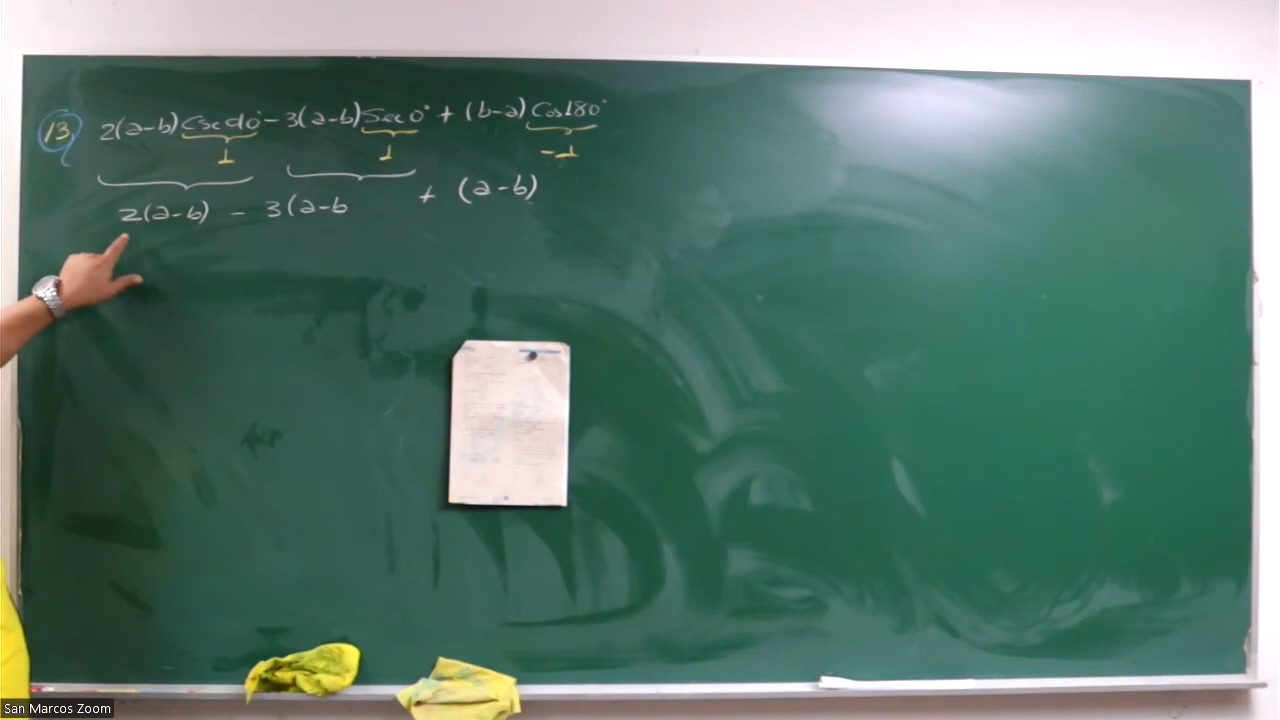 13 2(a-b) Csc90° - 3(a-b) Sec0° + (b-a) Cos180°
1 1 -1
2(a-b) - 3(a-b + (a-b)
San Marcos Zoom